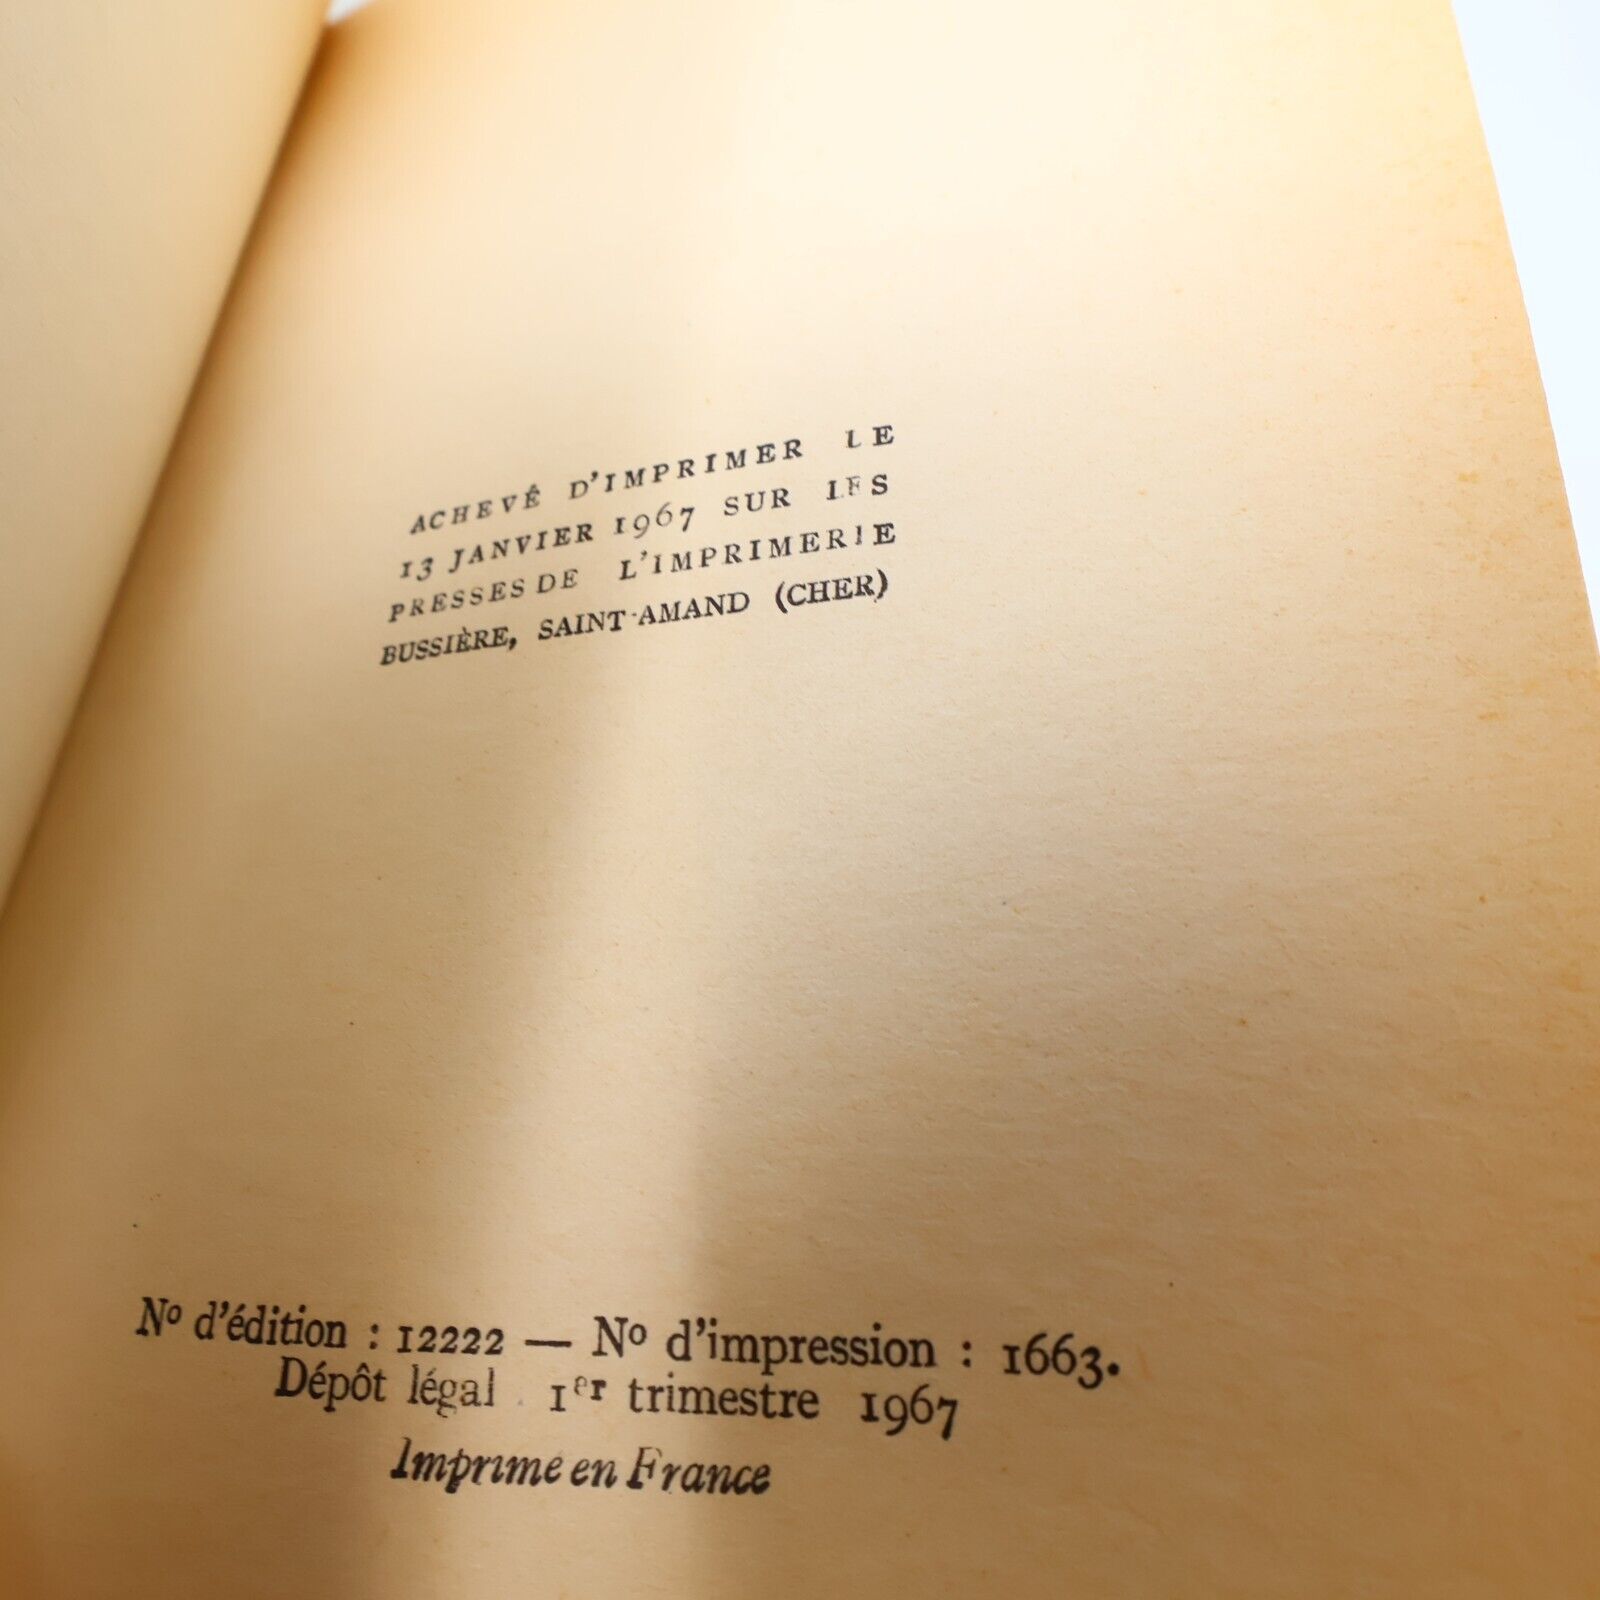 ACHEVÉ D'IMPRIMER LE
13 JANVIER 1967 SUR LES
PRESSES DE L'IMPRIMERIE
BUSSIÈRE, SAINT-AMAND (CHER)
Nº d'édition : 12222 — Nº d'impression : 1663.
Dépôt légal . 1er trimestre 1967
Imprimé en France